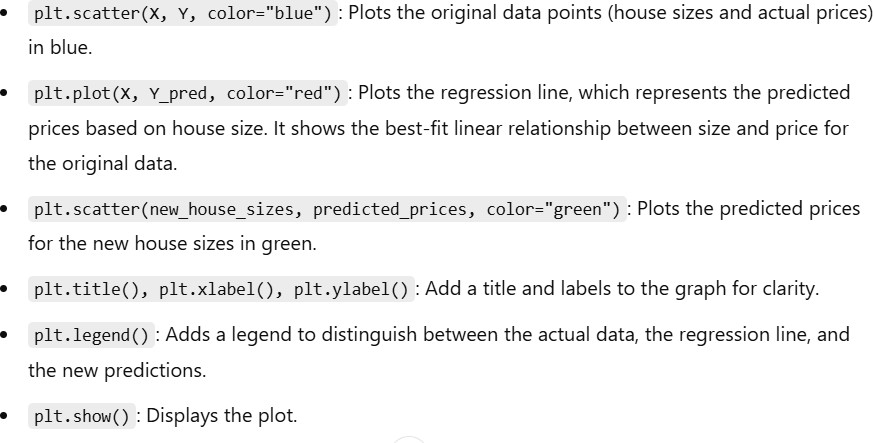 • plt.scatter(X, Y, color="blue") : Plots the original data points (house sizes and actual prices)
in blue.
• plt.plot(X, Y_pred, color="red") : Plots the regression line, which represents the predicted
prices based on house size. It shows the best-fit linear relationship between size and price for
the original data.
• plt.scatter(new_house_sizes, predicted_prices, color="green") : Plots the predicted prices
for the new house sizes in green.
• plt.title(), plt.xlabel(), plt.ylabel() : Add a title and labels to the graph for clarity.
• plt.legend() : Adds a legend to distinguish between the actual data, the regression line, and
the new predictions.
• plt.show() : Displays the plot.